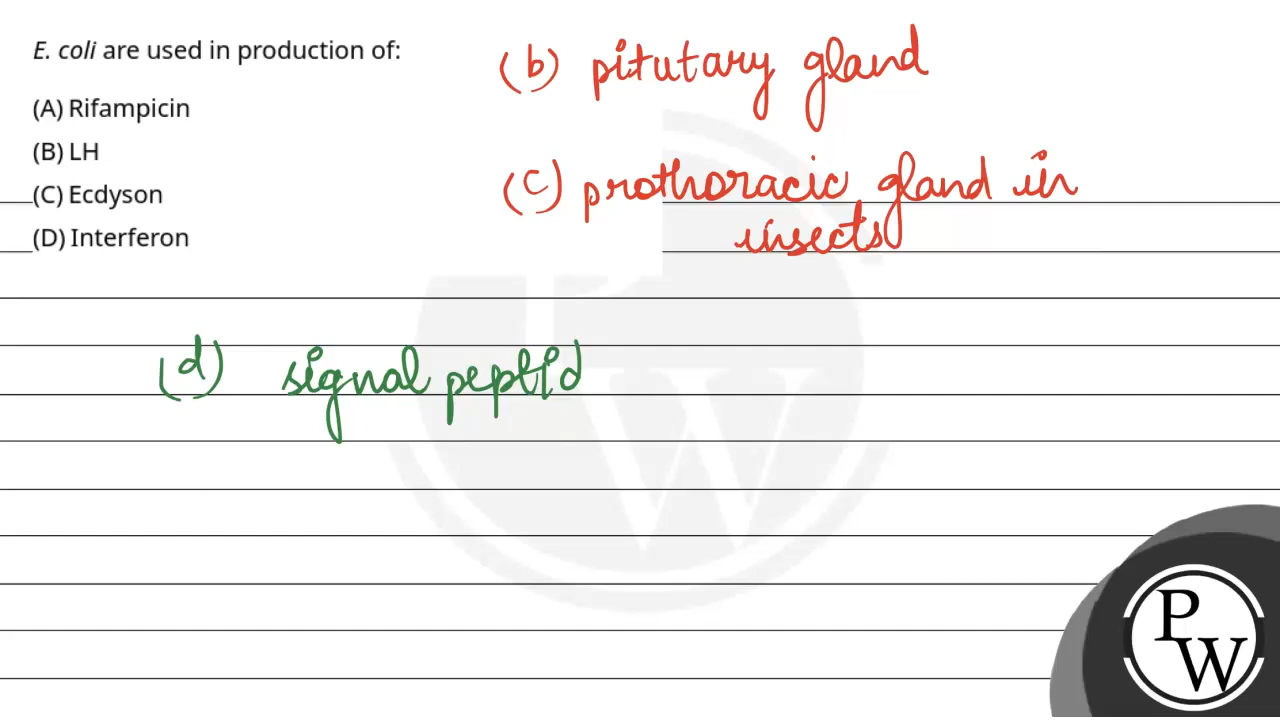 E. coli are used in production of:
(A) Rifampicin
(B) LH
(C) Ecdyson
(D) Interferon
(b) pitutary gland
(c) prothoracic gland in
insects
(d) signal peptid
PW